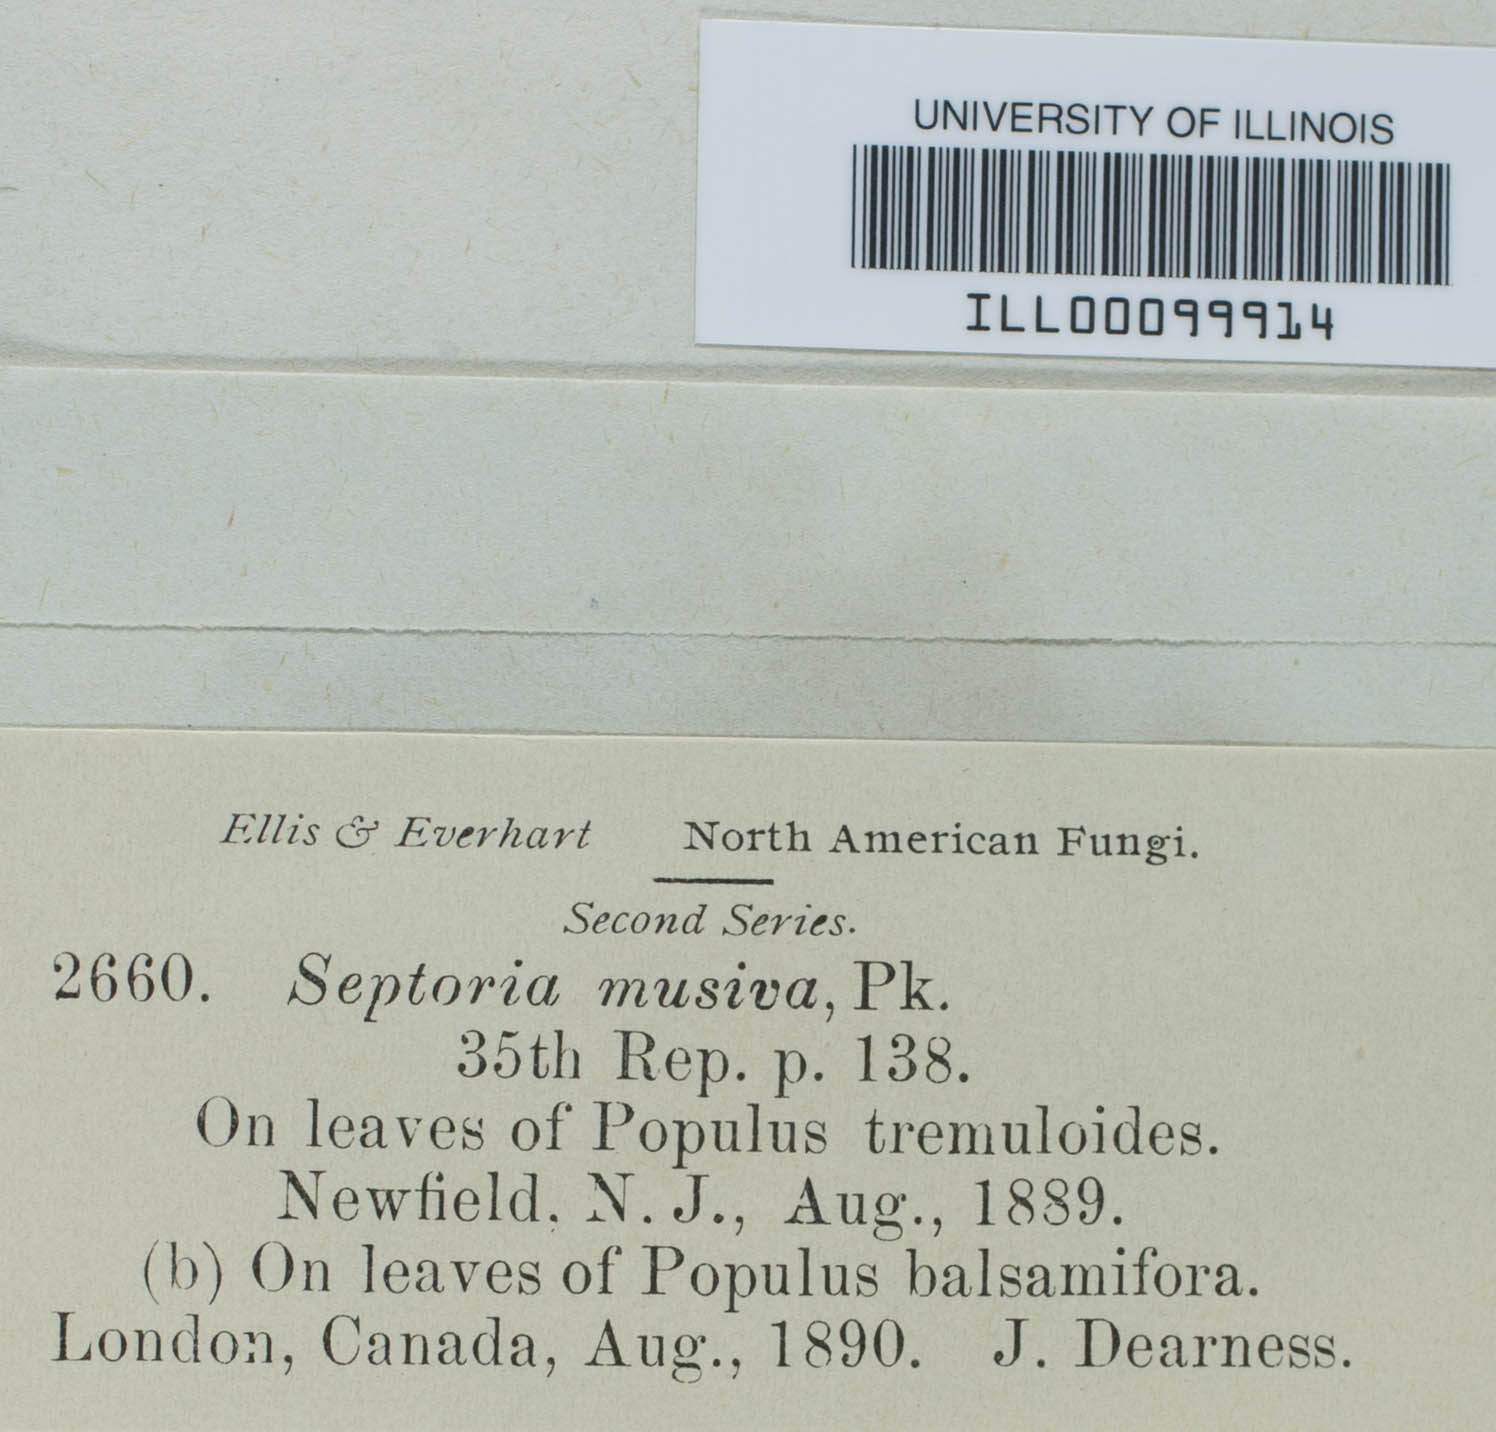 UNIVERSITY OF ILLINOIS
ILL00099914
Ellis & Everhart North American Fungi.
Second Series.
2660. Septoria musiva, Pk.
35th Rep. p. 138.
On leaves of Populus tremuloides.
Newfield, N. J., Aug., 1889.
(b) On leaves of Populus balsamifora.
London, Canada, Aug., 1890. J. Dearness.